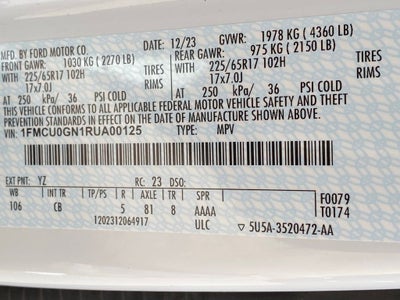 MFD. BY FORD MOTOR CO. 12/23 GVWR: 1978 KG (4360 LB)
FRONT GAWR: 1030 KG (2270 LB) REAR GAWR: 975 KG (2150 LB)
225/65R17 102H TIRES 225/65R17 102H TIRES
17x7.0J RIMS 17x7.0J RIMS
AT 250 kPa/ 36 PSI COLD AT 250 kPa/ 36 PSI COLD
THIS VEHICLE CONFORMS TO ALL APPLICABLE FEDERAL MOTOR VEHICLE SAFETY AND THEFT
PREVENTION STANDARDS IN EFFECT ON THE DATE OF MANUFACTURE SHOWN ABOVE.
VIN: 1FMCU0GN1RUA00125 TYPE: MPV
EXT PNT: YZ RC: 23 DSO:
WB INT TR TP/PS R AX TR SPR F0079
106 CB 5 81 8 AAAA T0174
1202312064917 ULC 5U5A-3520472-AA